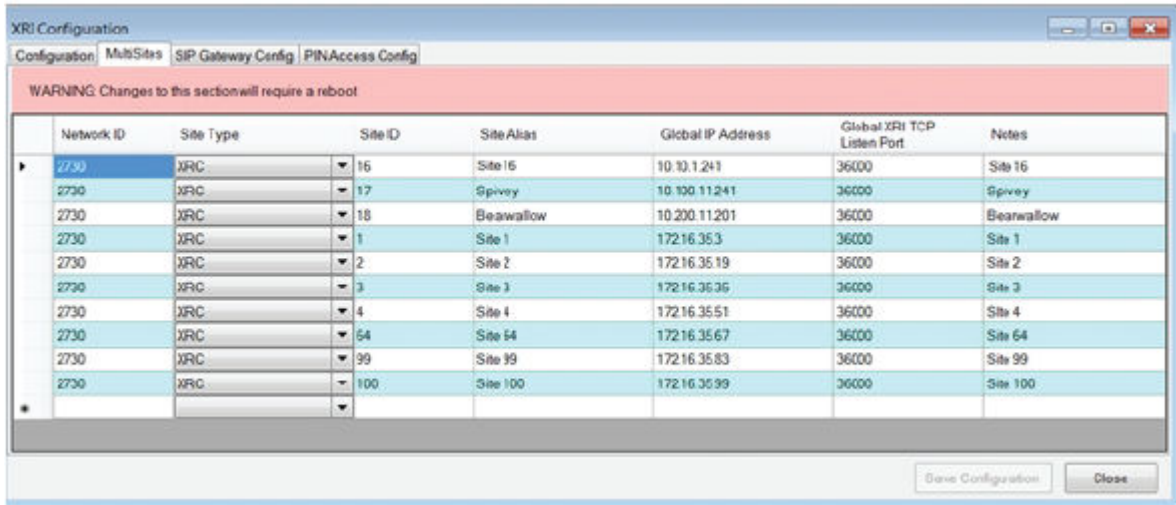 XRI Configuration
Configuration MultiSites SIP Gateway Config PIN Access Config
WARNING: Changes to this section will require a reboot
Network ID Site Type Site ID Site Alias Global IP Address Global XRI TCP Listen Port Notes
2730 XRC 16 Site 16 10.10.1.241 36000 Site 16
2730 XRC 17 Spivey 10.100.11.241 36000 Spivey
2730 XRC 18 Bearwallow 10.200.11.201 36000 Bearwallow
2730 XRC 1 Site 1 172.16.35.3 36000 Site 1
2730 XRC 2 Site 2 172.16.35.19 36000 Site 2
2730 XRC 3 Site 3 172.16.35.35 36000 Site 3
2730 XRC 4 Site 4 172.16.35.51 36000 Site 4
2730 XRC 64 Site 64 172.16.35.67 36000 Site 64
2730 XRC 99 Site 99 172.16.35.83 36000 Site 99
2730 XRC 100 Site 100 172.16.35.99 36000 Site 100
Save Configuration Close